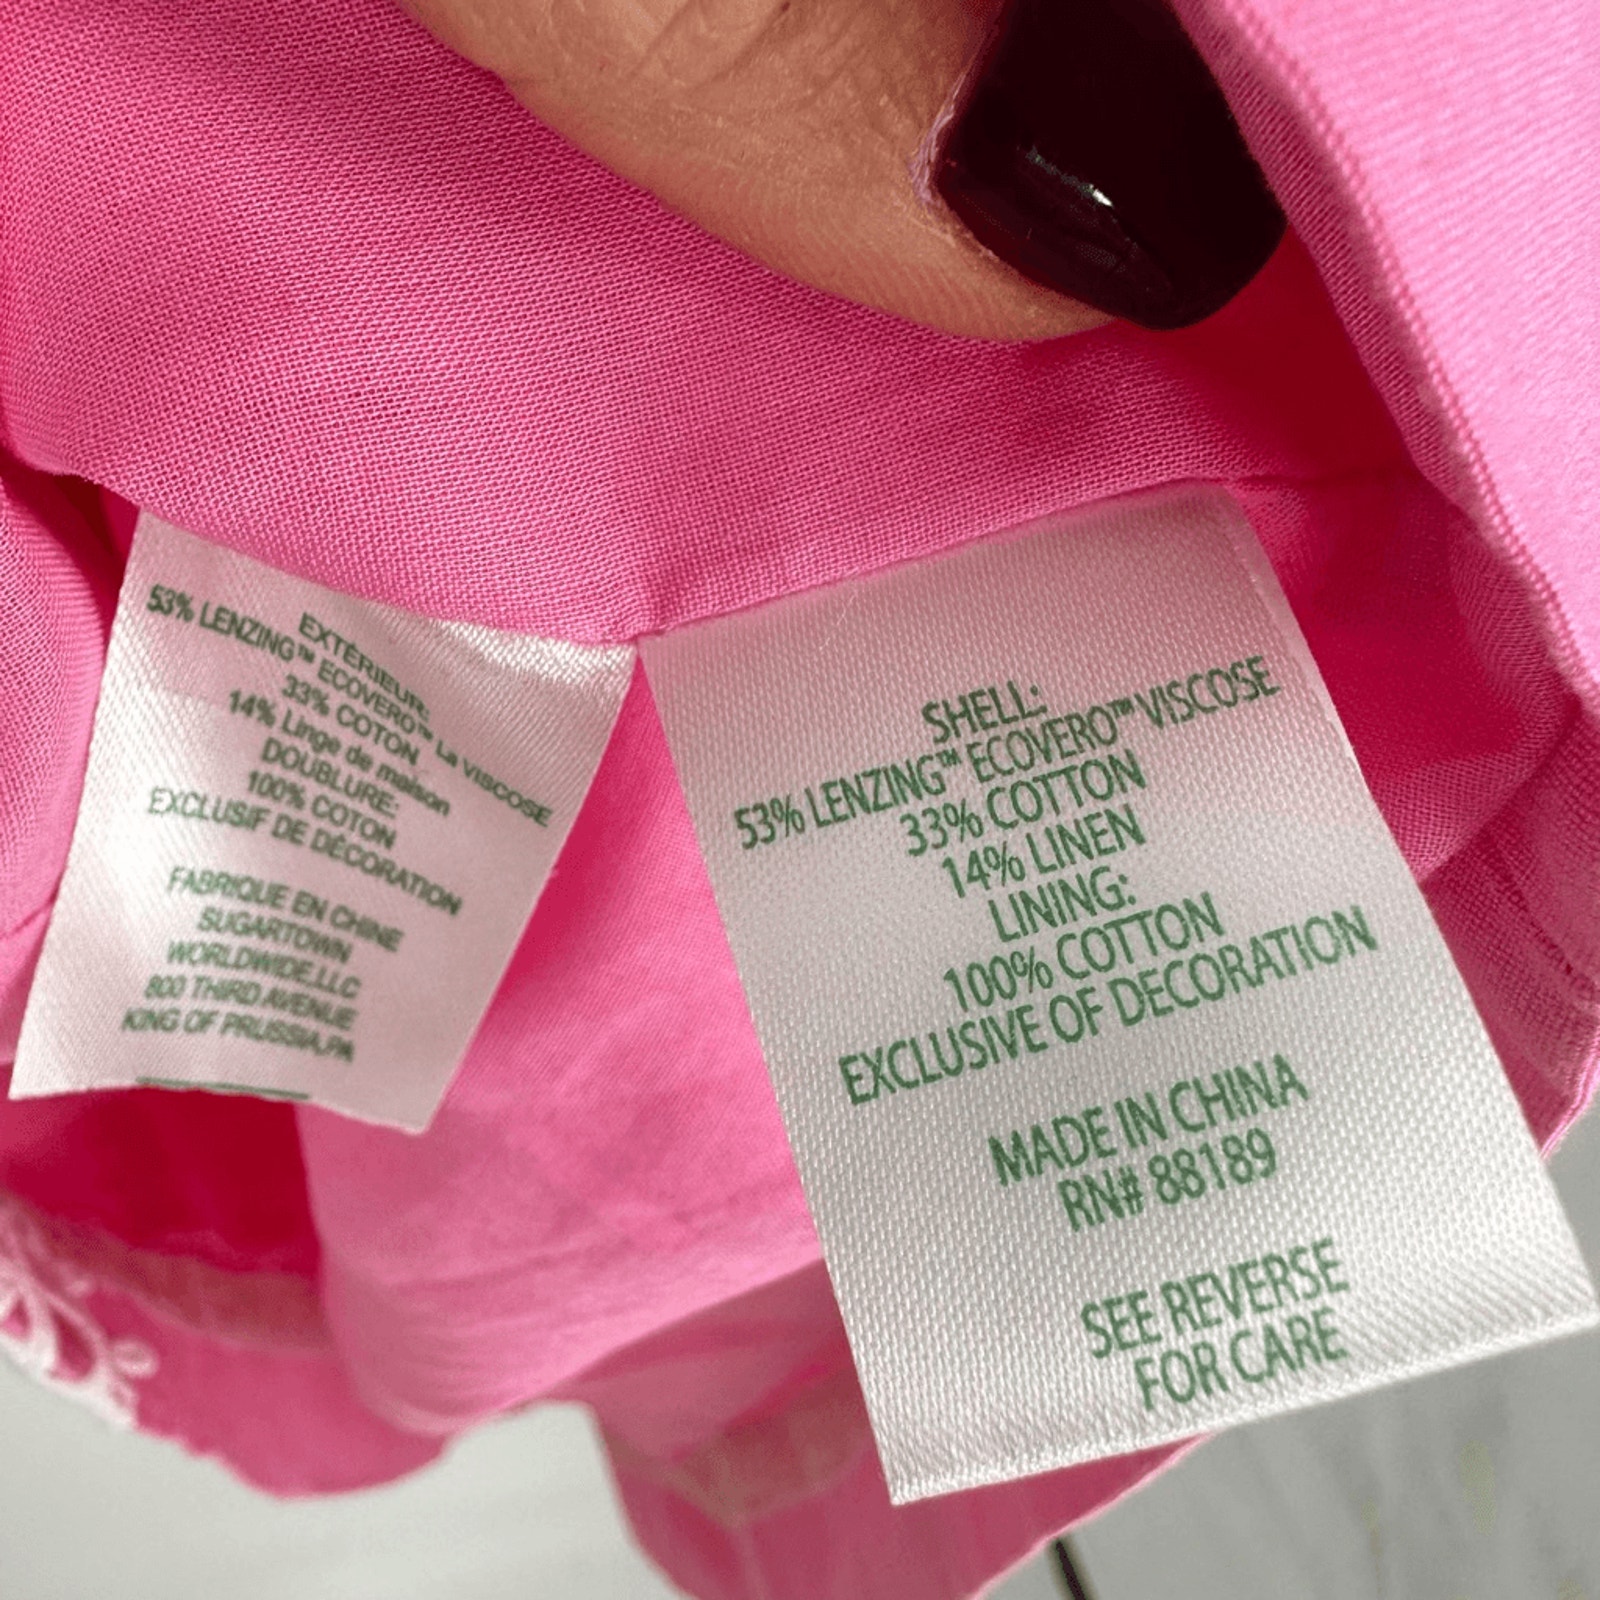 EXTÉRIEUR:
53% LENZING™ ECOVERO™ La VISCOSE
33% COTON
14% Linge de maison
DOUBLURE:
100% COTON
EXCLUSIF DE DÉCORATION
FABRIQUE EN CHINE
SUGARTOWN
WORLDWIDE,LLC
800 THIRD AVENUE
KING OF PRUSSIA,PA
SHELL:
53% LENZING™ ECOVERO™ VISCOSE
33% COTTON
14% LINEN
LINING:
100% COTTON
EXCLUSIVE OF DECORATION
MADE IN CHINA
RN# 88189
SEE REVERSE
FOR CARE